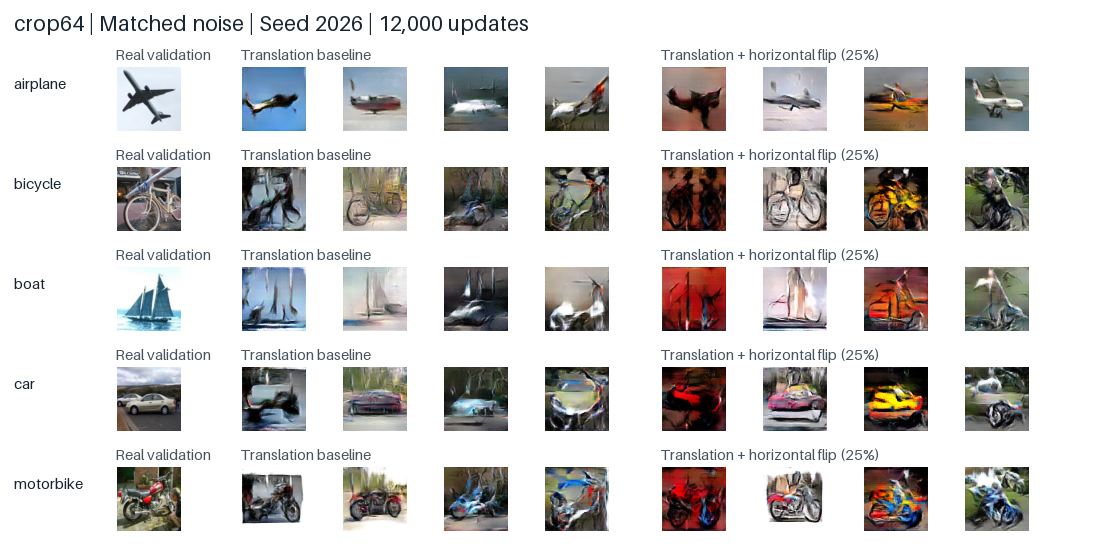 crop64 | Matched noise | Seed 2026 | 12,000 updates
Real validation Translation baseline Translation + horizontal flip (25%)
airplane
Real validation Translation baseline Translation + horizontal flip (25%)
bicycle
Real validation Translation baseline Translation + horizontal flip (25%)
boat
Real validation Translation baseline Translation + horizontal flip (25%)
car
Real validation Translation baseline Translation + horizontal flip (25%)
motorbike